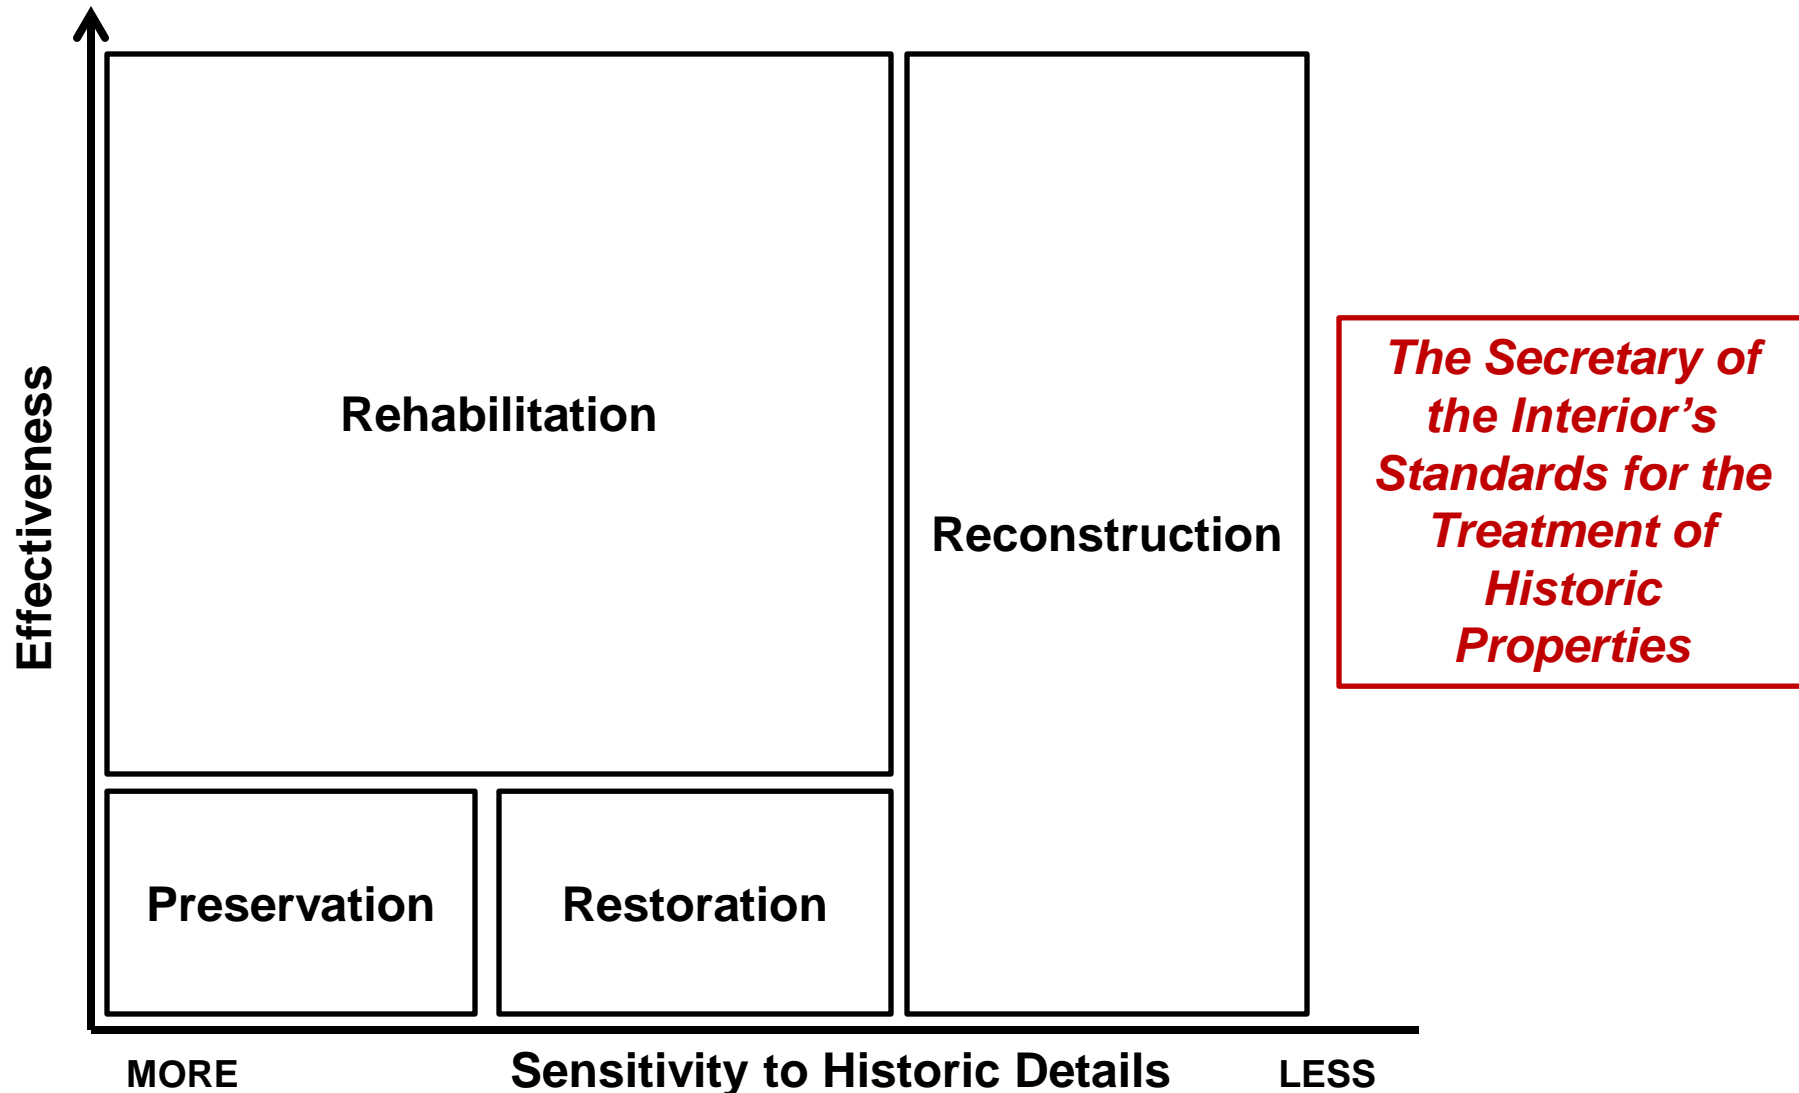 Effectiveness
Rehabilitation
Reconstruction
Preservation
Restoration
MORE
Sensitivity to Historic Details
LESS
The Secretary of
the Interior’s
Standards for the
Treatment of
Historic
Properties